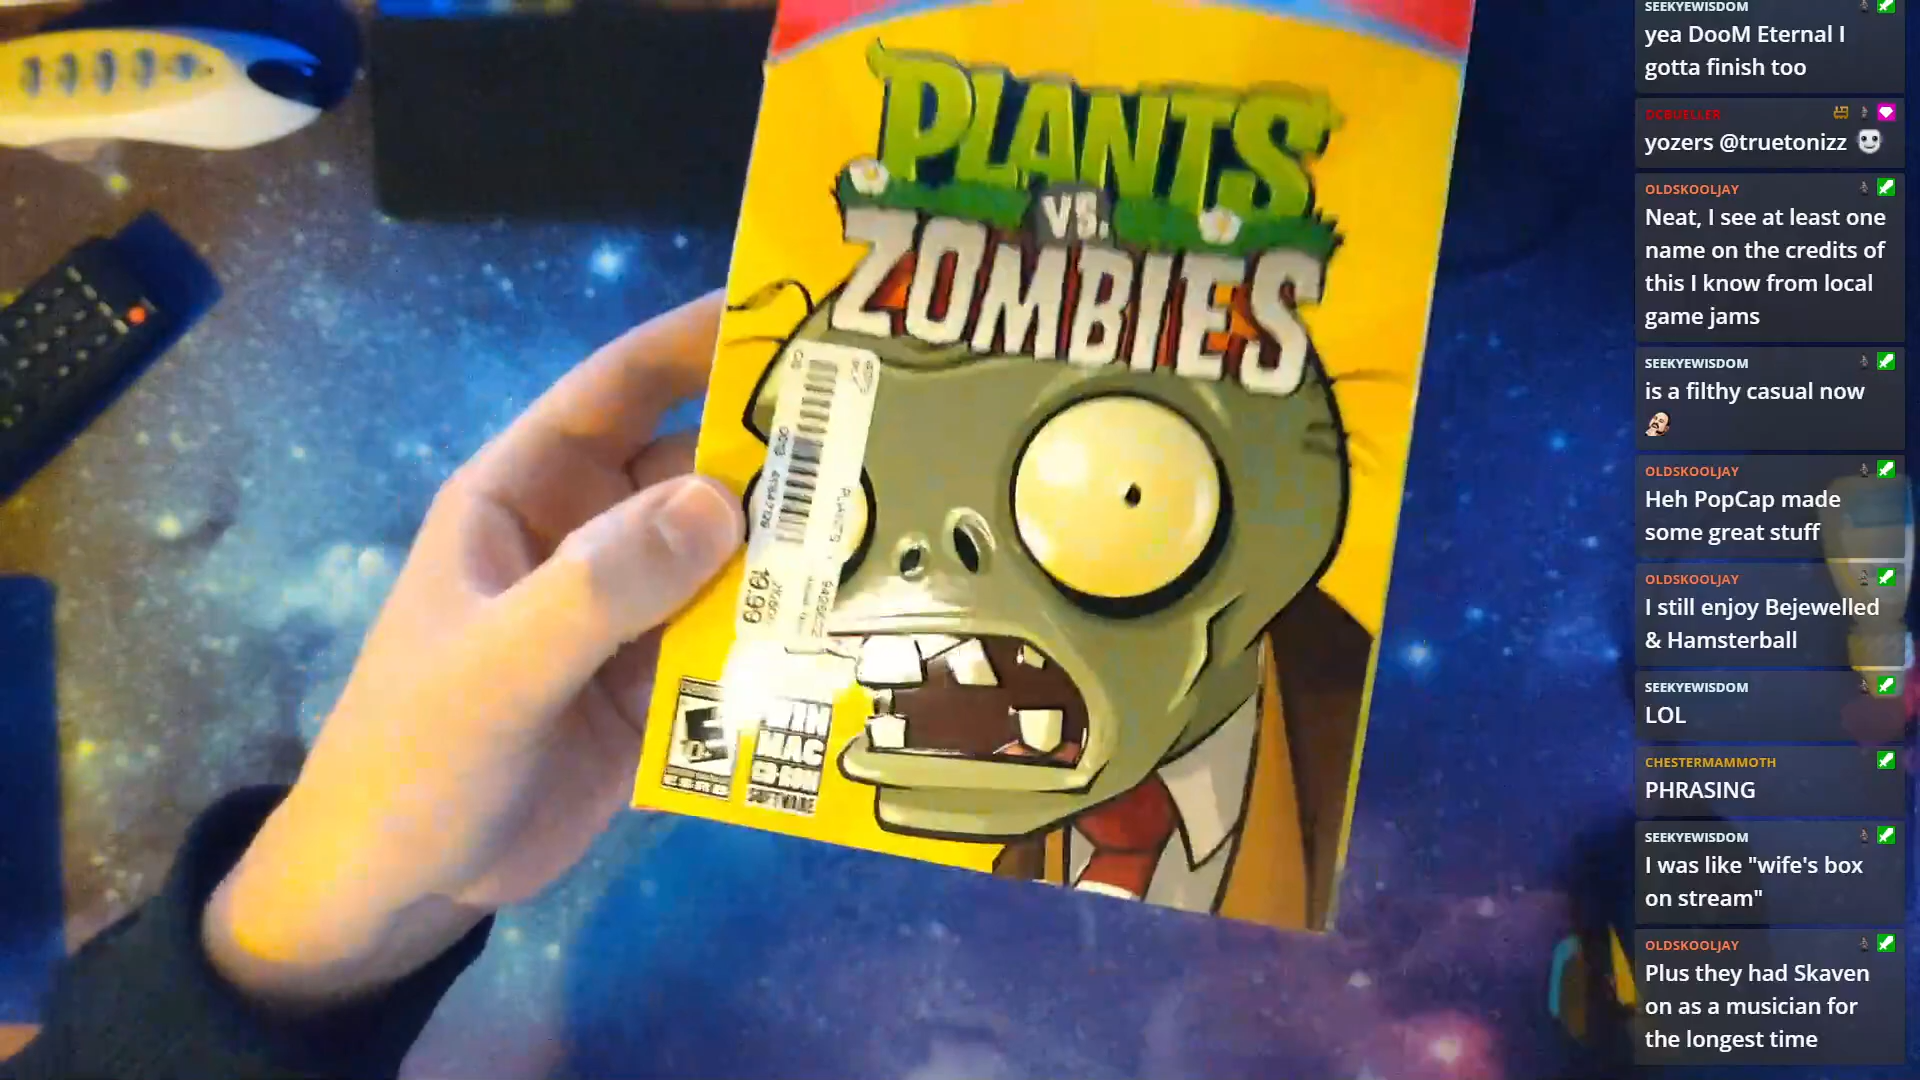 PLANTS
VS.
ZOMBIES
19.99
WIN
MAC
SOFTWARE
SEEKYEWISDOM
yea DooM Eternal I
gotta finish too
DCBUELLER
yozers @truetonizz
OLDSKOOLJAY
Neat, I see at least one
name on the credits of
this I know from local
game jams
SEEKYEWISDOM
is a filthy casual now
OLDSKOOLJAY
Heh PopCap made
some great stuff
OLDSKOOLJAY
I still enjoy Bejewelled
& Hamsterball
SEEKYEWISDOM
LOL
CHESTERMAMMOTH
PHRASING
SEEKYEWISDOM
I was like "wife's box
on stream"
OLDSKOOLJAY
Plus they had Skaven
on as a musician for
the longest time